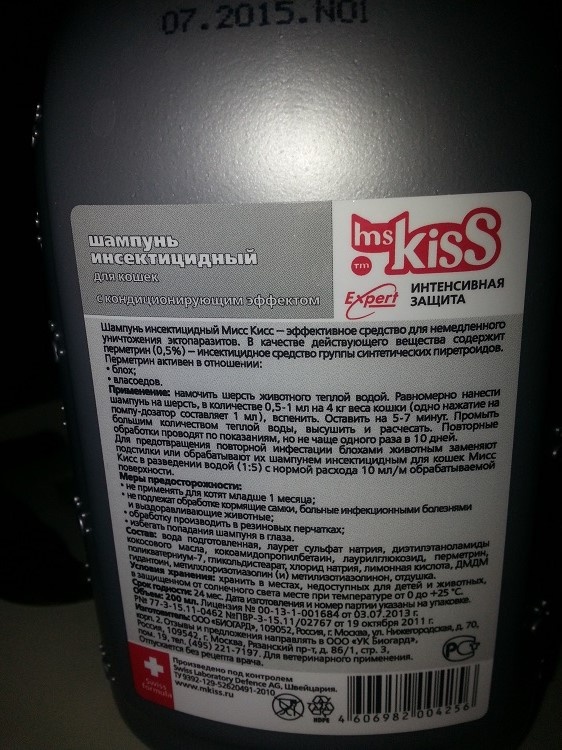 07.2015.N01
шампунь
инсектицидный
для кошек
с кондиционирующим эффектом
ms
KiSS
TM
Expert
ИНТЕНСИВНАЯ
ЗАЩИТА
Шампунь инсектицидный Мисс Кисс — эффективное средство для немедленного
уничтожения эктопаразитов. В качестве действующего вещества содержит
перметрин (0,5%) — инсектицидное средство группы синтетических пиретроидов.
Перметрин активен в отношении:
• блох;
• власоедов.
Применение: намочить шерсть животного теплой водой. Равномерно нанести
шампунь на шерсть, в количестве 0,5-1 мл на 4 кг веса кошки (одно нажатие на
помпу-дозатор составляет 1 мл), вспенить. Оставить на 5-7 минут. Промыть
большим количеством теплой воды, высушить и расчесать. Повторные
обработки проводят по показаниям, но не чаще одного раза в 10 дней.
Для предотвращения повторной инфестации блохами животным заменяют
подстилки или обрабатывают их шампунем инсектицидным для кошек Мисс
Кисс в разведении водой (1:5) с нормой расхода 10 мл/м обрабатываемой
поверхности.
Меры предосторожности:
• не применять для котят младше 1 месяца;
• не подлежат обработке кормящие самки, больные инфекционными болезнями
и выздоравливающие животные;
• обработку производить в резиновых перчатках;
• избегать попадания шампуня в глаза.
Состав: вода подготовленная, лаурет сульфат натрия, диэтилэтаноламиды
кокосового масла, кокоамидопропилбетаин, лаурилглюкозид, перметрин,
поликватерниум-7, гликольдистеарат, хлорид натрия, лимонная кислота, ДМДМ
гидантоин, метилхлоризотиазолин (и) метилизотиазолинон, отдушка.
Условия хранения: хранить в местах, недоступных для детей и животных,
в защищенном от солнечного света месте при температуре от 0 до +25 °С.
Срок годности: 24 мес. Дата изготовления и номер партии указаны на упаковке.
Объем: 200 мл. Лицензия № 00-13-1-001684 от 03.07.2013 г.
РN 77-3-15.11-0462 №ПВР-3-15.11/02767 от 19 октября 2011 г.
Изготовитель: ООО «БИОГАРД», 109052, Россия, г. Москва, ул. Нижегородская, д. 70,
корп. 2. Отзывы и предложения направлять в ООО «УК Биогард»,
Россия, 109542, г. Москва, Рязанский пр-т, д. 86/1, стр. 3,
пом. 19, тел. (495) 221-7197. Для ветеринарного применения.
Отпускается без рецепта врача.
Swiss
Formula
Произведено под контролем
Swiss Laboratory Defence AG, Швейцария.
ТУ 9392-129-52620491-2010
www.mkiss.ru
HDPE
PC
4 606982 004256